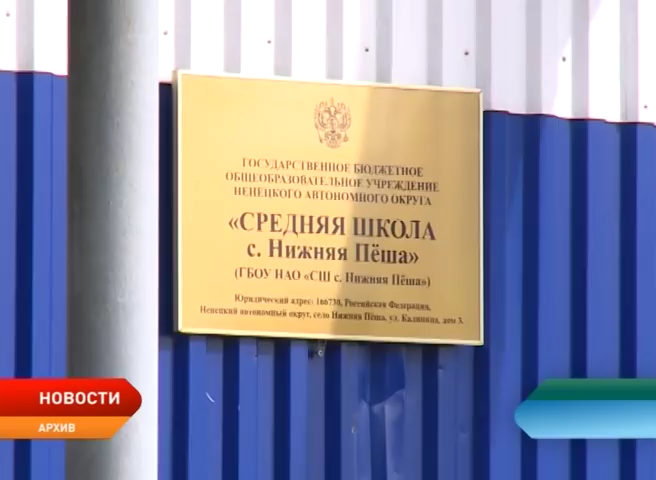 ГОСУДАРСТВЕННОЕ БЮДЖЕТНОЕ
ОБЩЕОБРАЗОВАТЕЛЬНОЕ УЧРЕЖДЕНИЕ
НЕНЕЦКОГО АВТОНОМНОГО ОКРУГА
«СРЕДНЯЯ ШКОЛА
с. Нижняя Пёша»
(ГБОУ НАО «СШ с. Нижняя Пёша»)
Юридический адрес: 166730, Российская Федерация,
Ненецкий автономный округ, село Нижняя Пёша, ул. Калинина, дом 3.
НОВОСТИ
АРХИВ